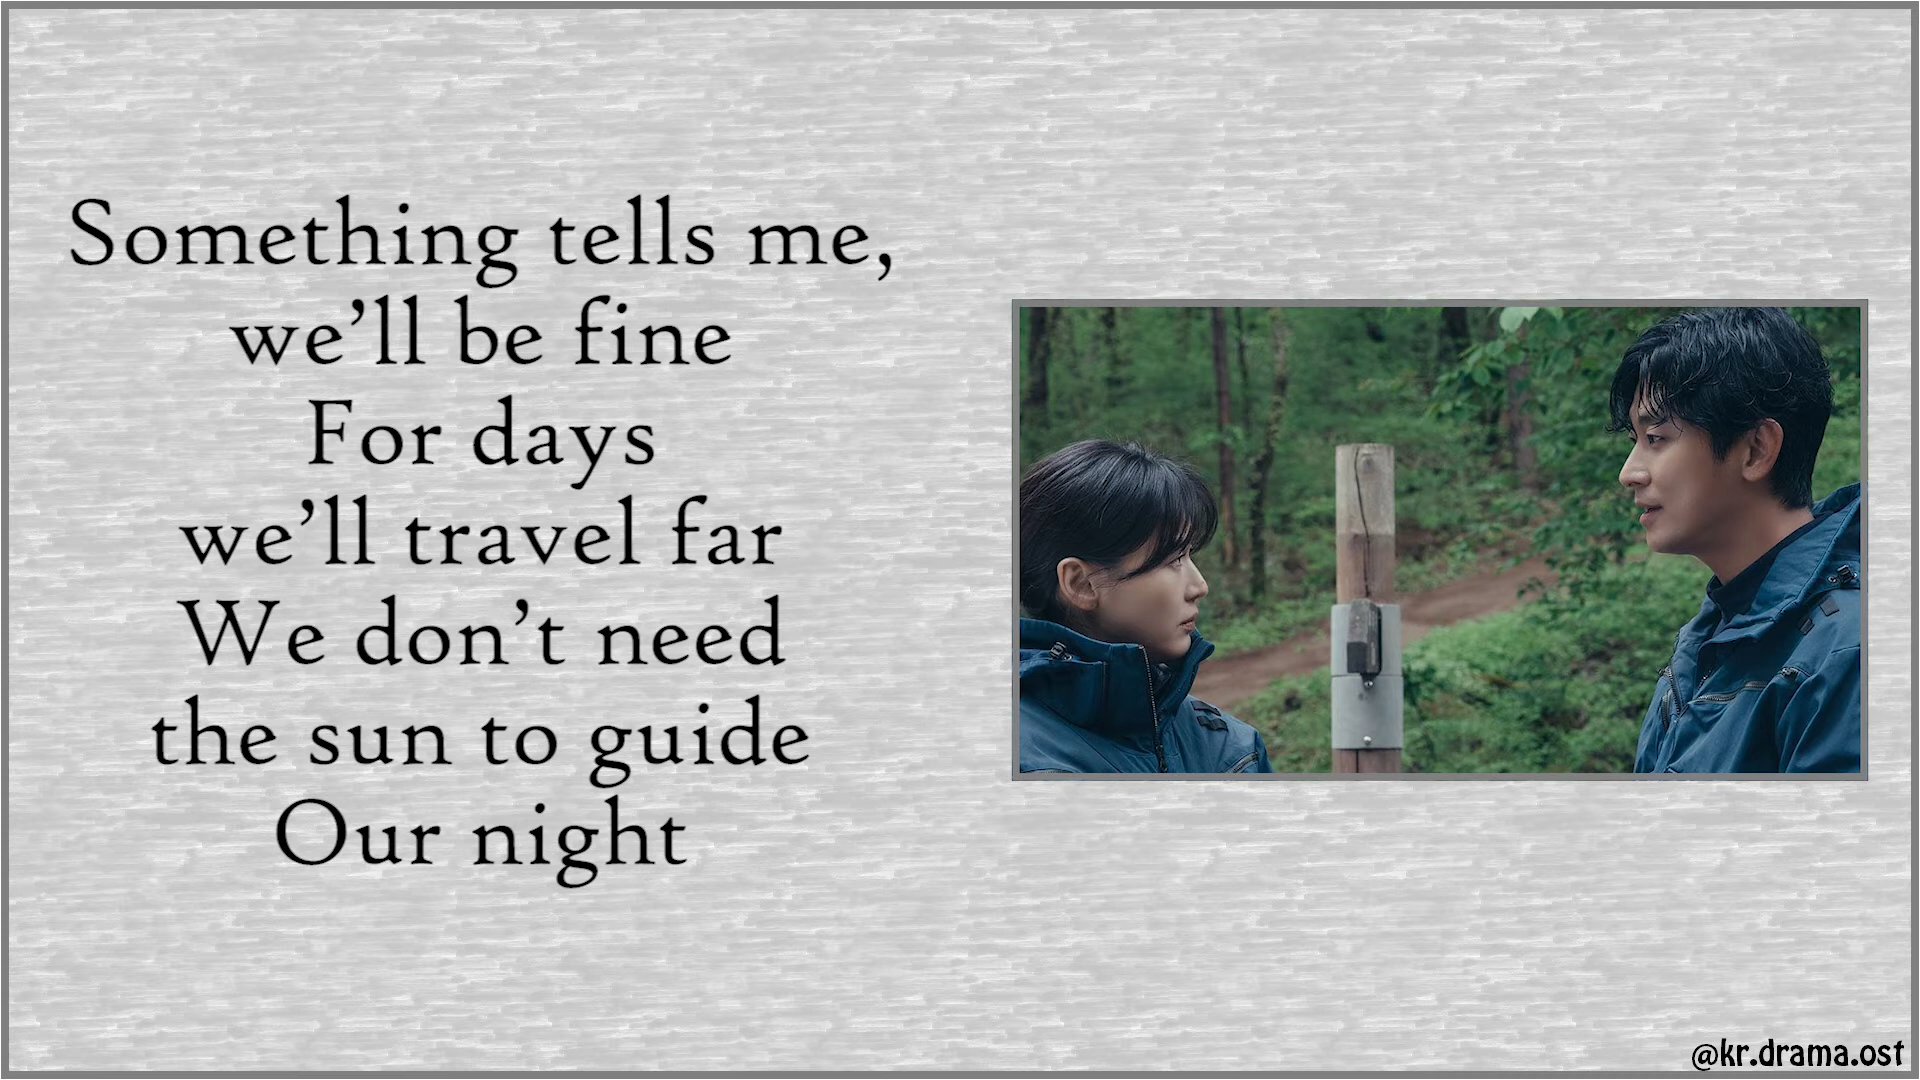 Something tells me,
we’ll be fine
For days
we’ll travel far
We don’t need
the sun to guide
Our night
@kr.drama.ost